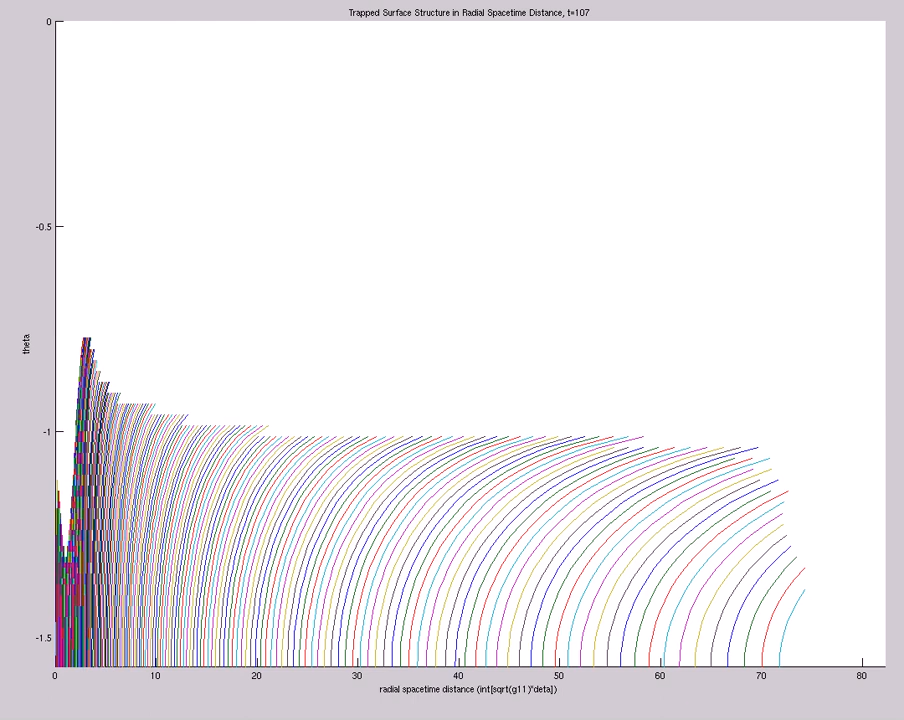 Trapped Surface Structure in Radial Spacetime Distance, t=107
0
-0.5
-1
-1.5
theta
0 10 20 30 40 50 60 70 80
radial spacetime distance (int[sqrt(g11)*deta])